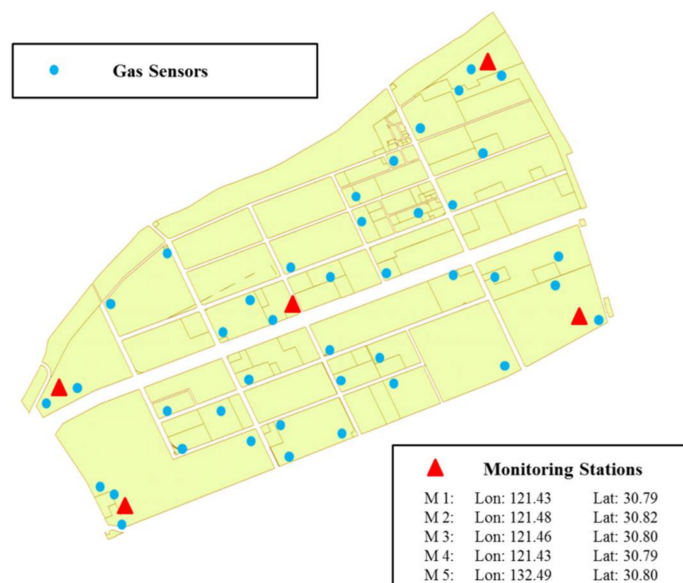 Gas Sensors
Monitoring Stations
M 1: Lon: 121.43 Lat: 30.79
M 2: Lon: 121.48 Lat: 30.82
M 3: Lon: 121.46 Lat: 30.80
M 4: Lon: 121.43 Lat: 30.79
M 5: Lon: 132.49 Lat: 30.80